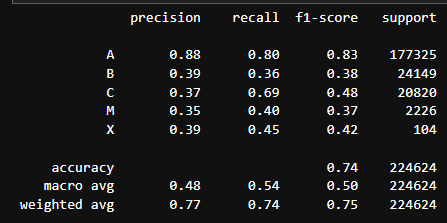 precision recall f1-score support
A 0.88 0.80 0.83 177325
B 0.39 0.36 0.38 24149
C 0.37 0.69 0.48 20820
M 0.35 0.40 0.37 2226
X 0.39 0.45 0.42 104
accuracy 0.74 224624
macro avg 0.48 0.54 0.50 224624
weighted avg 0.77 0.74 0.75 224624